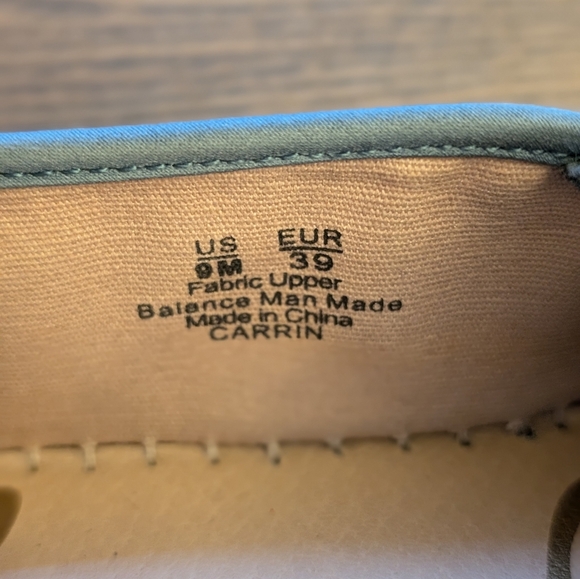 US EUR
9M 39
Fabric Upper
Balance Man Made
Made in China
CARRIN